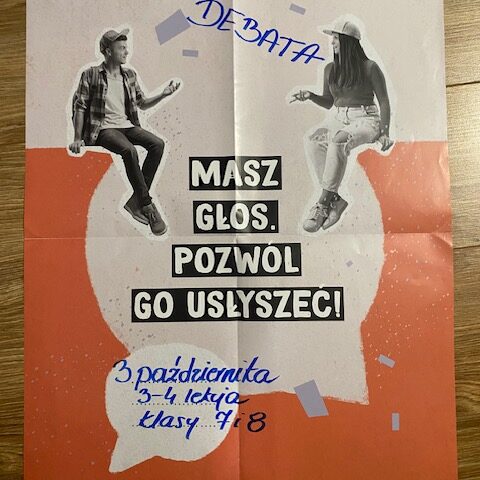 DEBATA
MASZ
GŁOS.
POZWÓL
GO USŁYSZEĆ!
3 października
3-4 lekcja
klasy 7 i 8